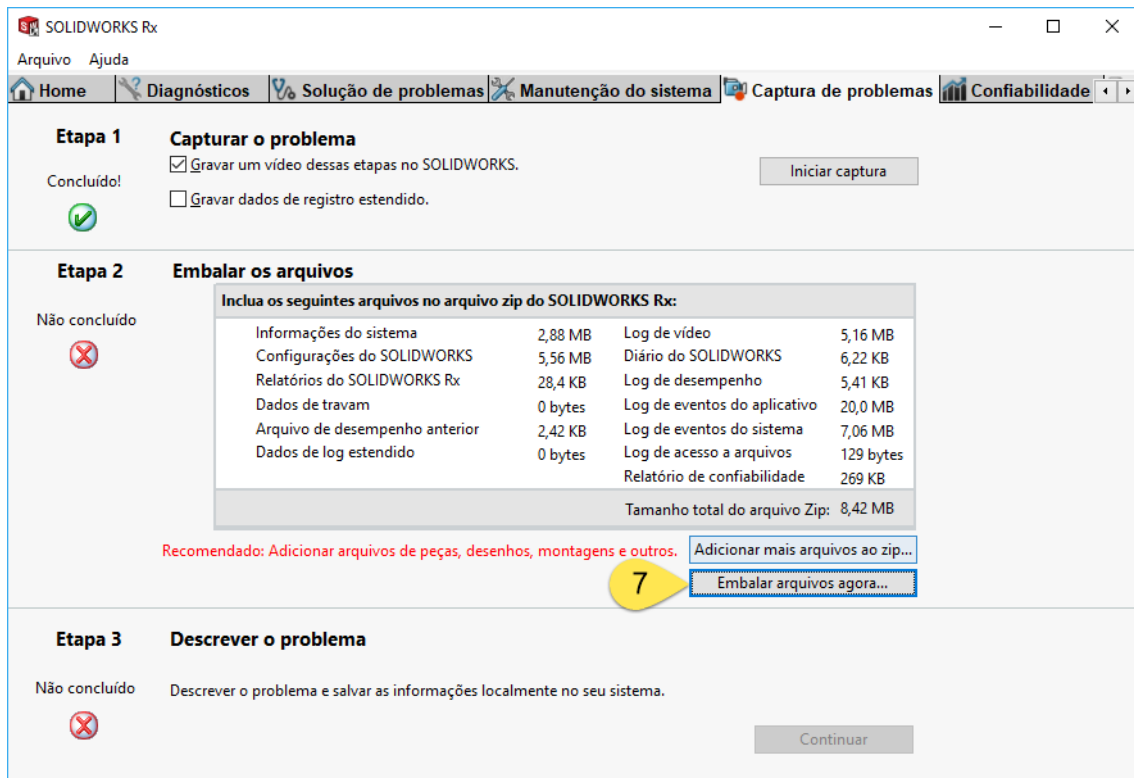 SOLIDWORKS Rx
Arquivo Ajuda
Home Diagnósticos Solução de problemas Manutenção do sistema Captura de problemas Confiabilidade
Etapa 1 Capturar o problema
Gravar um vídeo dessas etapas no SOLIDWORKS.
Iniciar captura
Concluído!
Gravar dados de registro estendido.
Etapa 2 Embalar os arquivos
Inclua os seguintes arquivos no arquivo zip do SOLIDWORKS Rx:
Não concluído
Informações do sistema 2,88 MB Log de vídeo 5,16 MB
Configurações do SOLIDWORKS 5,56 MB Diário do SOLIDWORKS 6,22 KB
Relatórios do SOLIDWORKS Rx 28,4 KB Log de desempenho 5,41 KB
Dados de travam 0 bytes Log de eventos do aplicativo 20,0 MB
Arquivo de desempenho anterior 2,42 KB Log de eventos do sistema 7,06 MB
Dados de log estendido 0 bytes Log de acesso a arquivos 129 bytes
Relatório de confiabilidade 269 KB
Tamanho total do arquivo Zip: 8,42 MB
Recomendado: Adicionar arquivos de peças, desenhos, montagens e outros. Adicionar mais arquivos ao zip...
7 Embalar arquivos agora...
Etapa 3 Descrever o problema
Não concluído Descrever o problema e salvar as informações localmente no seu sistema.
Continuar